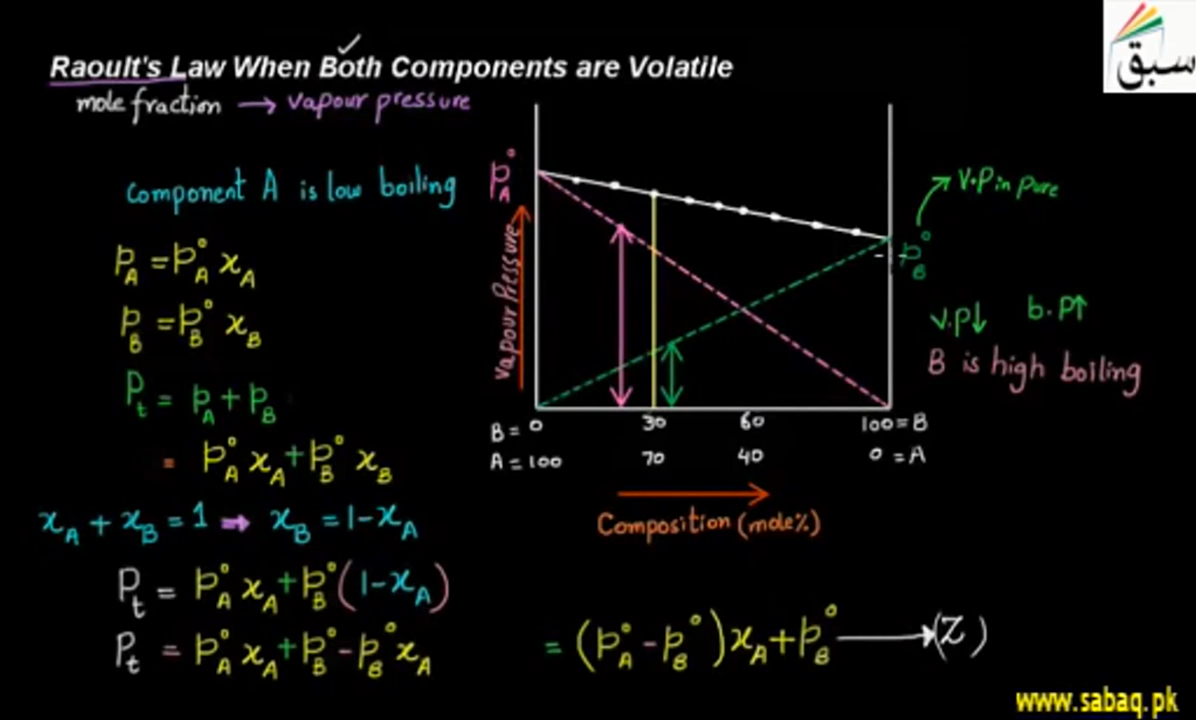 سبق
Raoult's Law When Both Components are Volatile
mole fraction → vapour pressure
Component A is low boiling
p°A
V.P in pure
p°B
Vapour Pressure
pA = p°A xA
pB = p°B xB
Pt = pA + pB
= p°A xA + p°B xB
xA + xB = 1 ⇒ xB = 1 - xA
Pt = p°A xA + p°B (1 - xA)
Pt = p°A xA + p°B - p°B xA
= (p°A - p°B) xA + p°B → (Z)
v.p↓ b.P↑
B is high boiling
B = 0 30 60 100 = B
A = 100 70 40 0 = A
Composition (mole%)
www.sabaq.pk